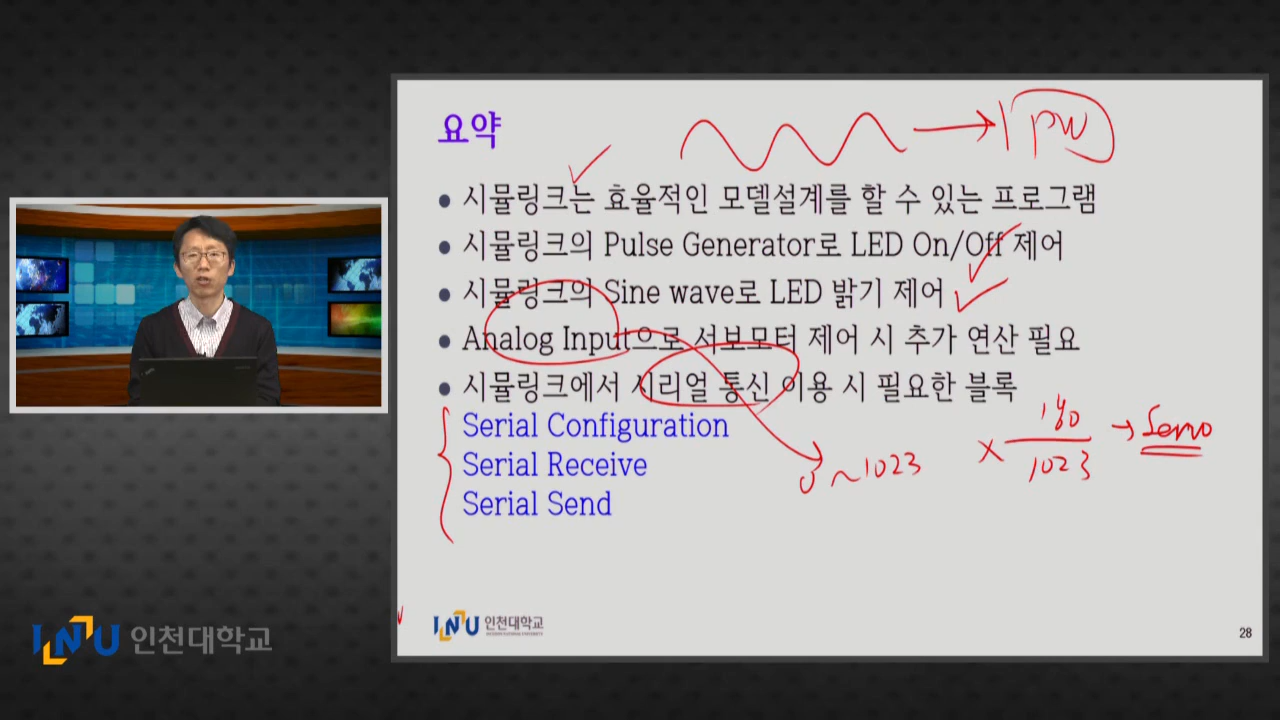 요약
PW
시뮬링크는 효율적인 모델설계를 할 수 있는 프로그램
시뮬링크의 Pulse Generator로 LED On/Off 제어
시뮬링크의 Sine wave로 LED 밝기 제어
Analog Input으로 서보모터 제어 시 추가 연산 필요
시뮬링크에서 시리얼 통신 이용 시 필요한 블록
Serial Configuration
Serial Receive
Serial Send
0 ~1023
× 180
1023
→ Servo
INU 인천대학교
INU 인천대학교
28